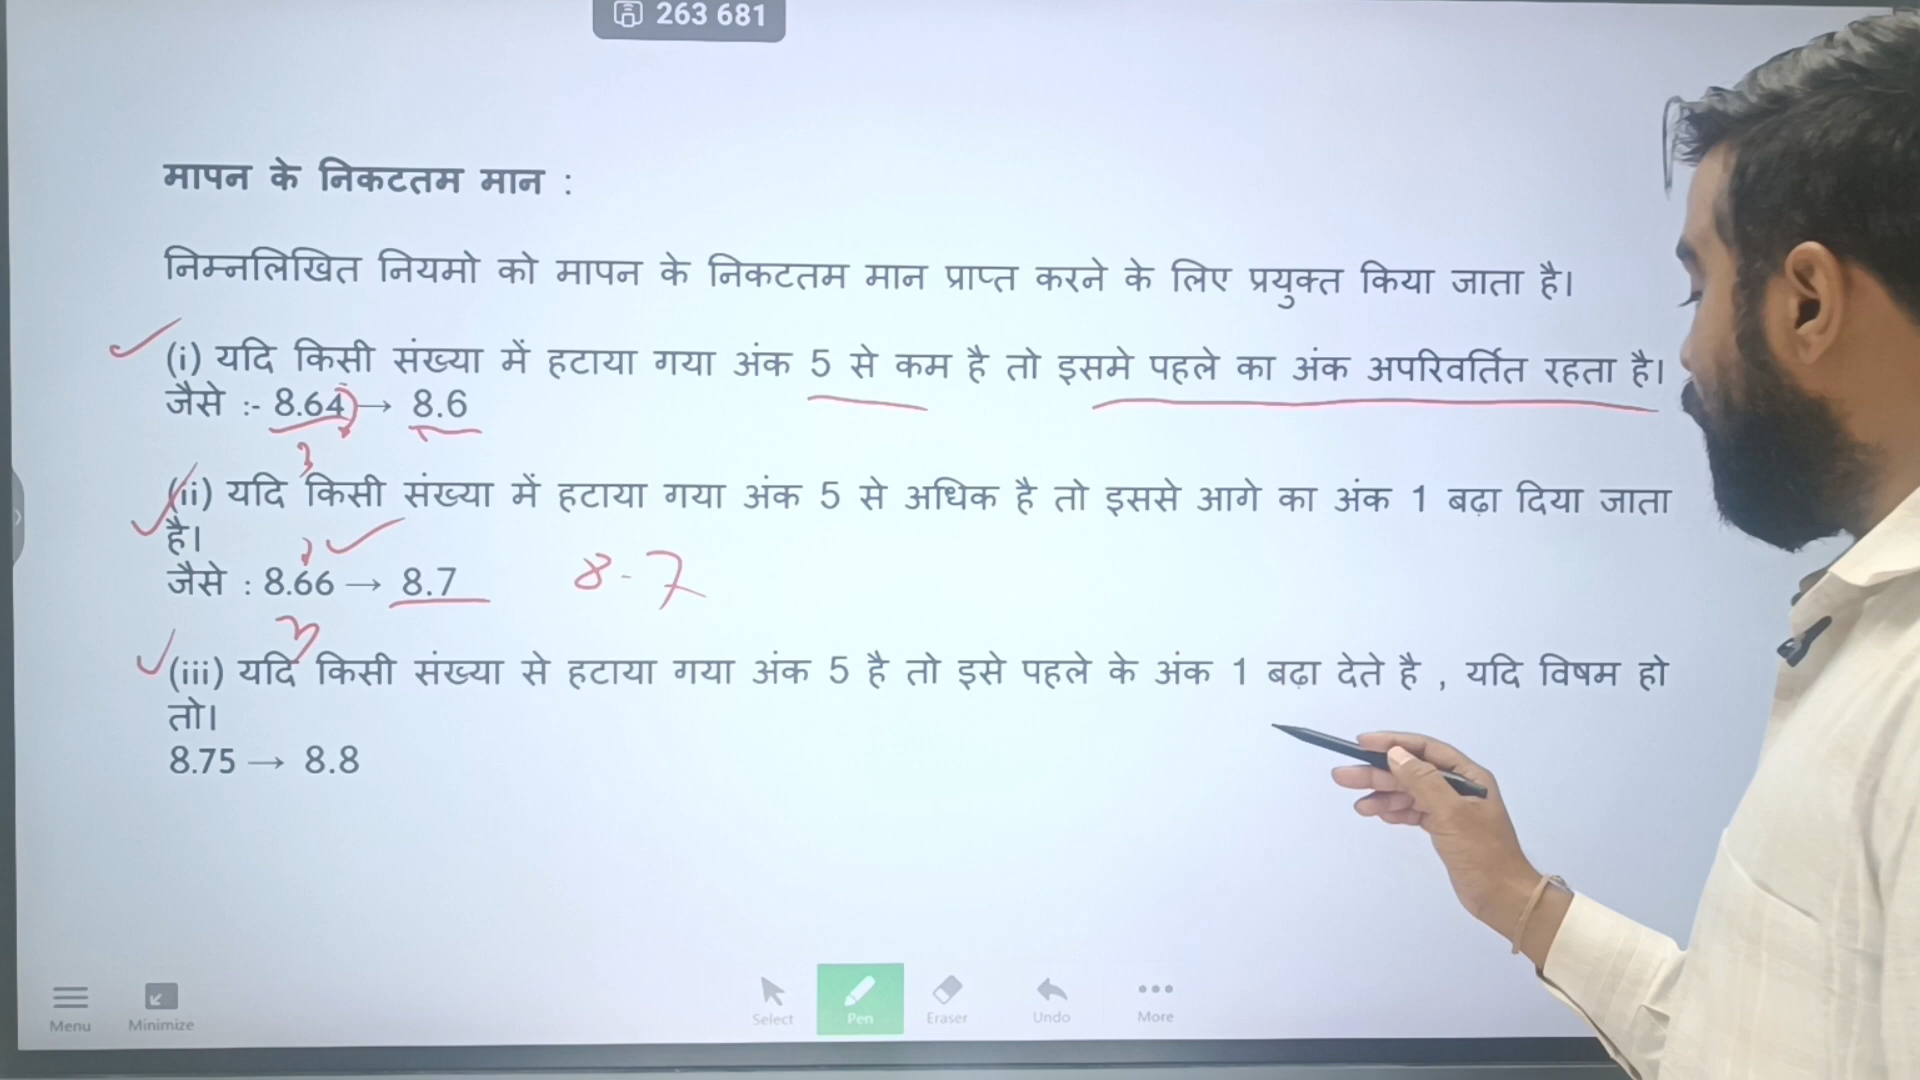 263 681
मापन के निकटतम मान :
निम्नलिखित नियमो को मापन के निकटतम मान प्राप्त करने के लिए प्रयुक्त किया जाता है।
(i) यदि किसी संख्या में हटाया गया अंक 5 से कम है तो इसमे पहले का अंक अपरिवर्तित रहता है।
जैसे :- 8.64 → 8.6
(ii) यदि किसी संख्या में हटाया गया अंक 5 से अधिक है तो इससे आगे का अंक 1 बढ़ा दिया जाता
है।
जैसे : 8.66 → 8.7 8.7
(iii) यदि किसी संख्या से हटाया गया अंक 5 है तो इसे पहले के अंक 1 बढ़ा देते है , यदि विषम हो
तो।
8.75 → 8.8
Menu Minimize Select Pen Eraser Undo More